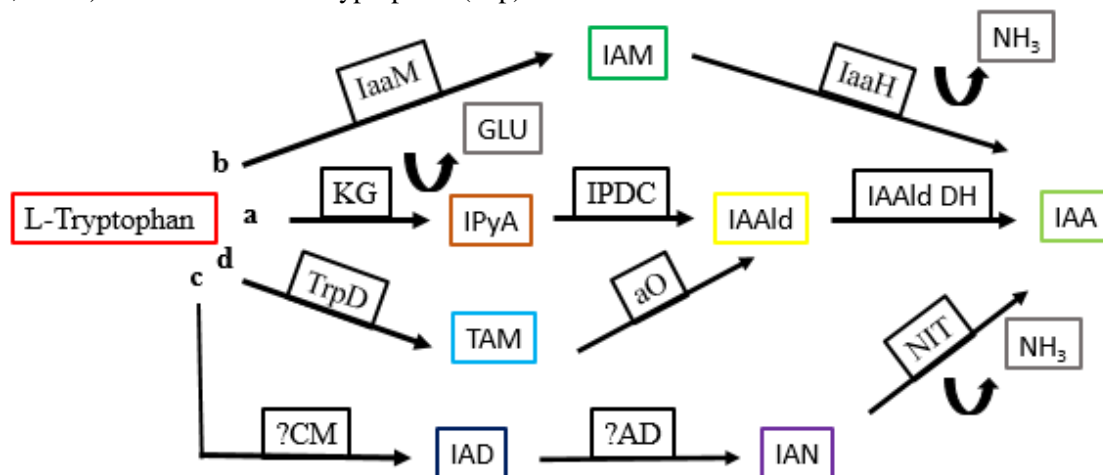 IAM
NH₃
IaaM
IaaH
GLU
b
L-Tryptophan
a
KG
IPyA
IPDC
IAAld
IAAld DH
IAA
d
c
TrpD
TAM
aO
NIT
NH₃
?CM
IAD
?AD
IAN